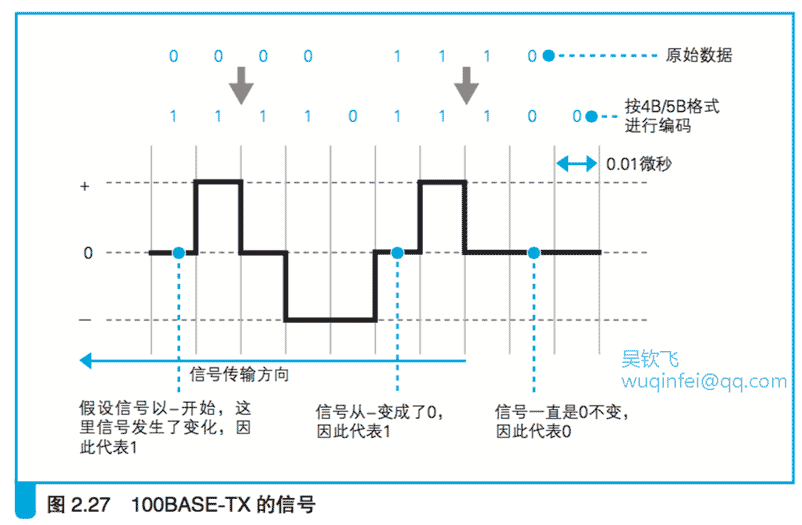 0 0 0 0 1 1 1 0 原始数据
1 1 1 1 0 1 1 1 0 0 按4B/5B格式
进行编码
0.01微秒
+
0
—
信号传输方向
吴钦飞
wuqinfei@qq.com
假设信号以–开始，这
里信号发生了变化，因
此代表1
信号从–变成了0，
因此代表1
信号一直是0不变，
因此代表0
图 2.27 100BASE-TX 的信号